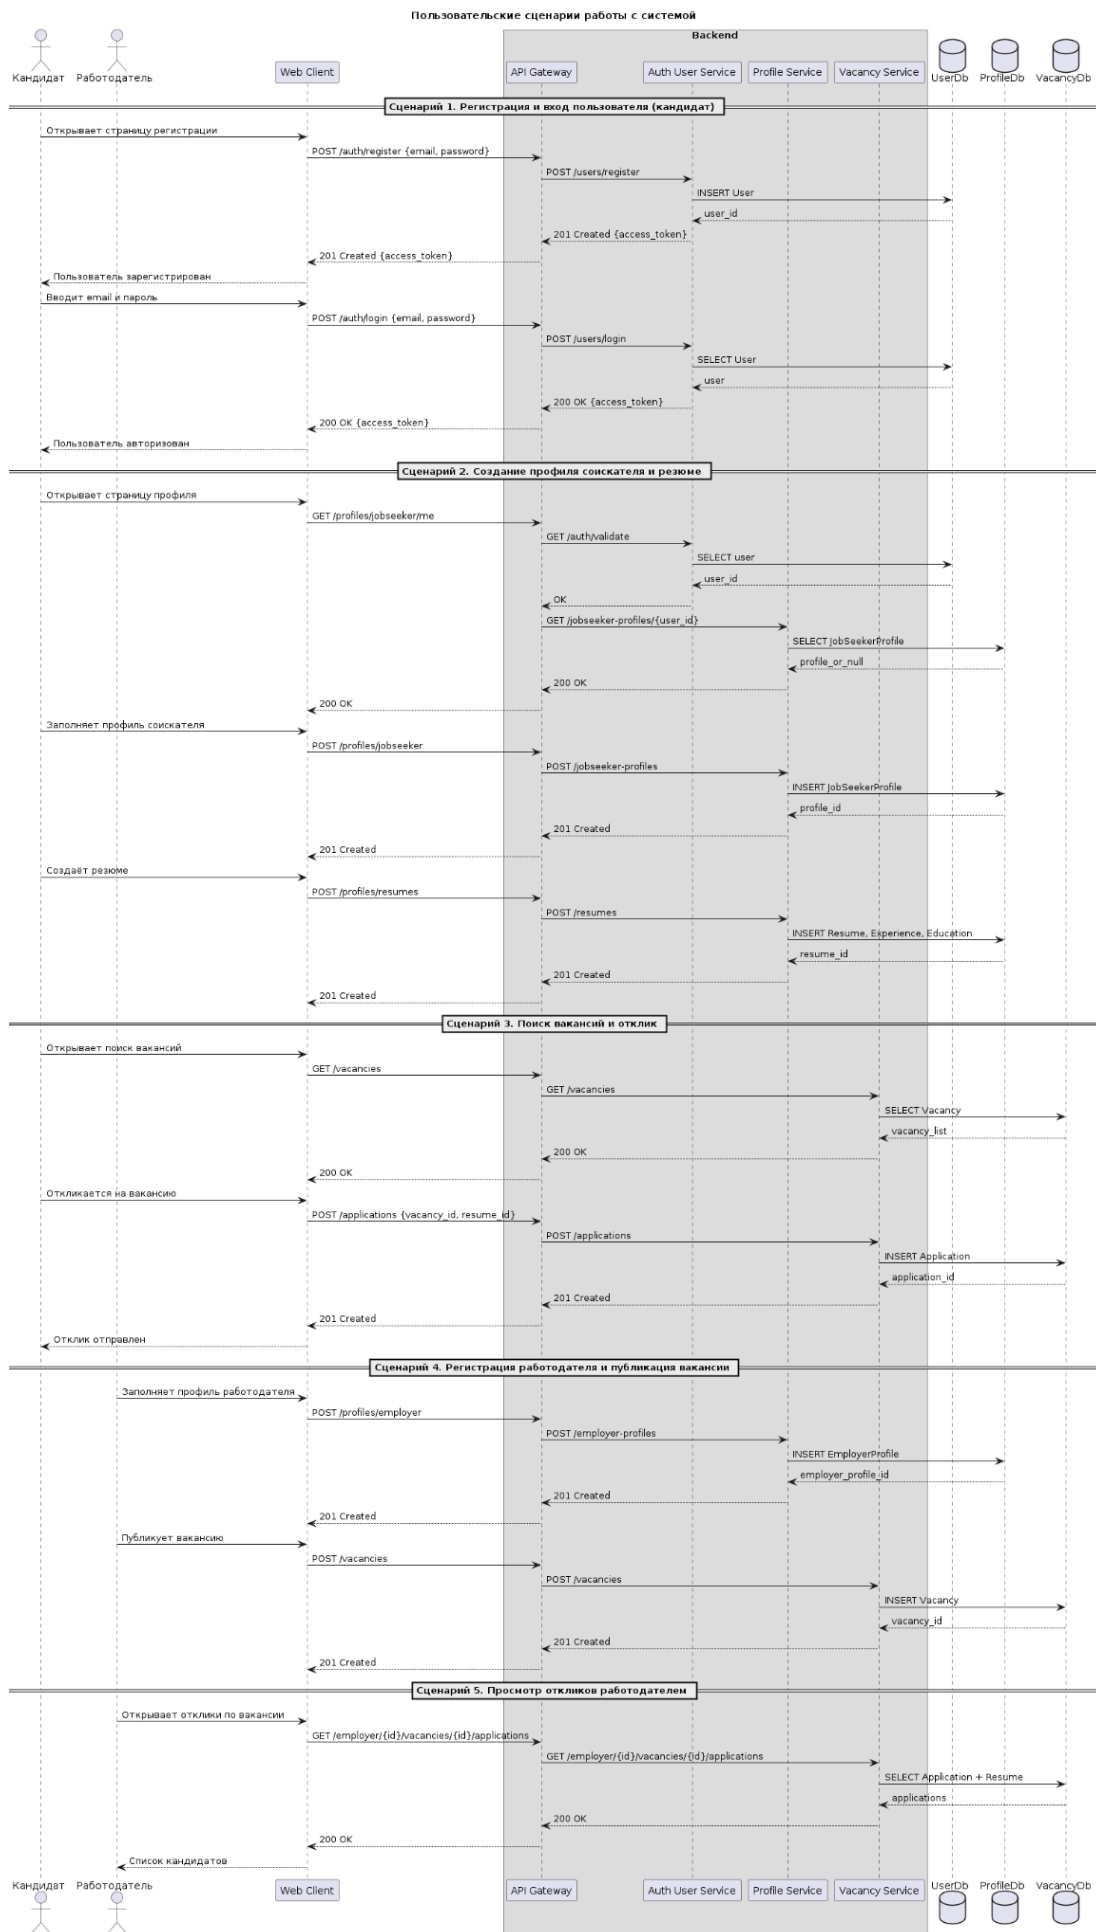 Пользовательские сценарии работы с системой
Backend
Кандидат
Работодатель
Web Client
API Gateway
Auth User Service
Profile Service
Vacancy Service
UserDb
ProfileDb
VacancyDb
Сценарий 1. Регистрация и вход пользователя (кандидат)
Открывает страницу регистрации
POST /auth/register {email, password}
POST /users/register
INSERT User
user_id
201 Created {access_token}
201 Created {access_token}
Пользователь зарегистрирован
Вводит email и пароль
POST /auth/login {email, password}
POST /users/login
SELECT User
user
200 OK {access_token}
200 OK {access_token}
Пользователь авторизован
Сценарий 2. Создание профиля соискателя и резюме
Открывает страницу профиля
GET /profiles/jobseeker/me
GET /auth/validate
SELECT user
user_id
OK
GET /jobseeker-profiles/{user_id}
SELECT JobSeekerProfile
profile_or_null
200 OK
200 OK
Заполняет профиль соискателя
POST /profiles/jobseeker
POST /jobseeker-profiles
INSERT JobSeekerProfile
profile_id
201 Created
201 Created
Создаёт резюме
POST /profiles/resumes
POST /resumes
INSERT Resume, Experience, Education
resume_id
201 Created
201 Created
Сценарий 3. Поиск вакансий и отклик
Открывает поиск вакансий
GET /vacancies
GET /vacancies
SELECT Vacancy
vacancy_list
200 OK
200 OK
Откликается на вакансию
POST /applications {vacancy_id, resume_id}
POST /applications
INSERT Application
application_id
201 Created
201 Created
Отклик отправлен
Сценарий 4. Регистрация работодателя и публикация вакансии
Заполняет профиль работодателя
POST /profiles/employer
POST /employer-profiles
INSERT EmployerProfile
employer_profile_id
201 Created
201 Created
Публикует вакансию
POST /vacancies
POST /vacancies
INSERT Vacancy
vacancy_id
201 Created
201 Created
Сценарий 5. Просмотр откликов работодателем
Открывает отклики по вакансии
GET /employer/{id}/vacancies/{id}/applications
GET /employer/{id}/vacancies/{id}/applications
SELECT Application + Resume
applications
200 OK
200 OK
Список кандидатов
Кандидат
Работодатель
Web Client
API Gateway
Auth User Service
Profile Service
Vacancy Service
UserDb
ProfileDb
VacancyDb